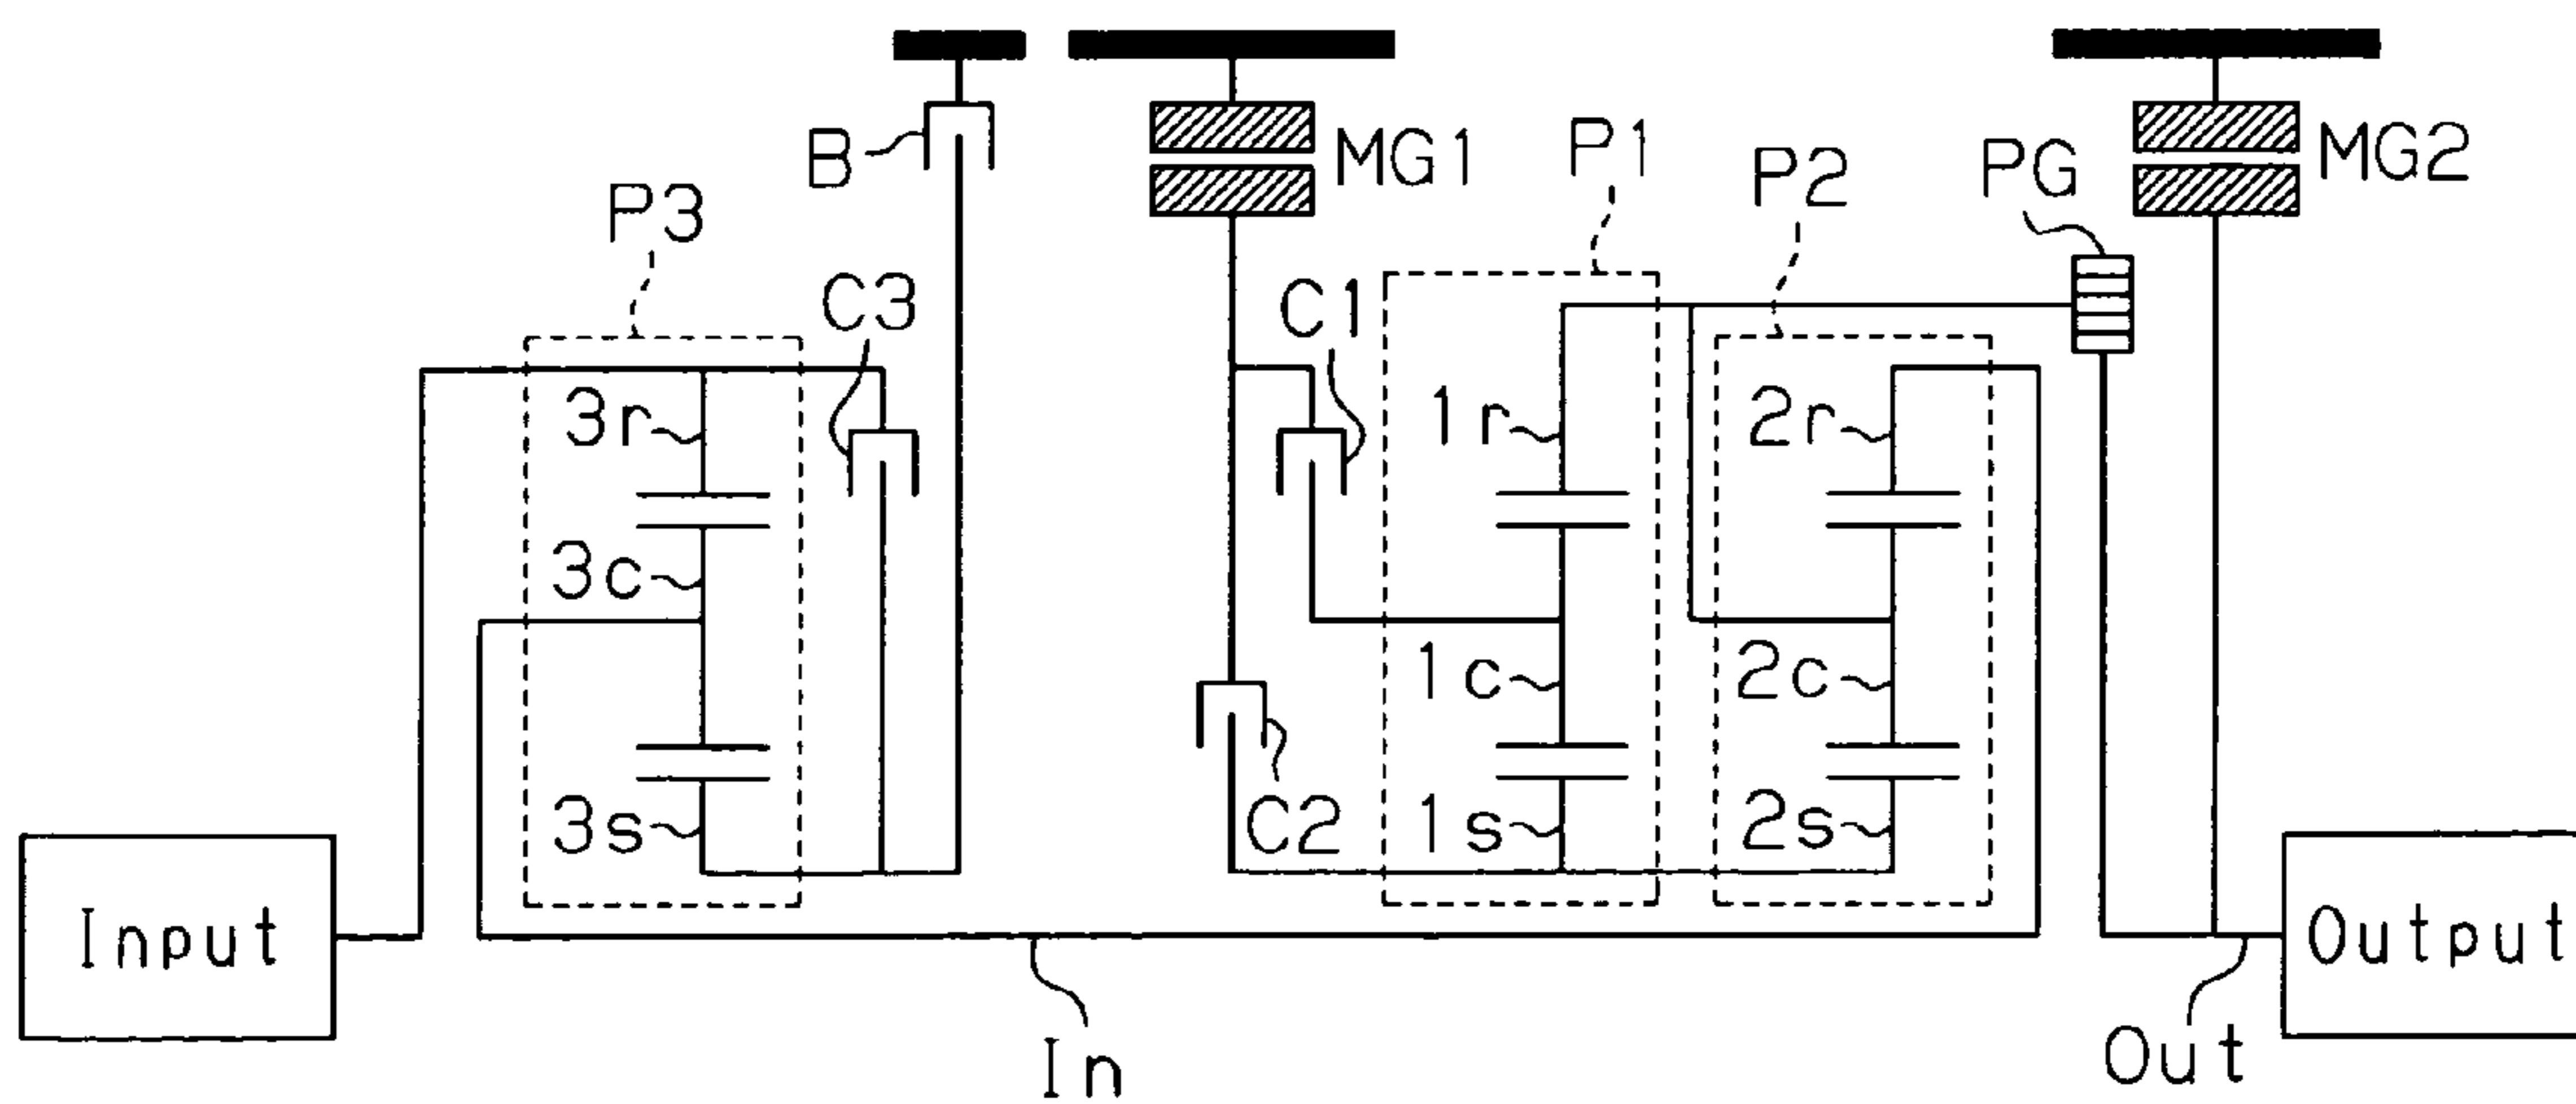 B
MG1
P1
P2
PG
MG2
P3
C3
C1
3r
1r
2r
3c
1c
2c
C2
3s
1s
2s
Input
Output
In
Out